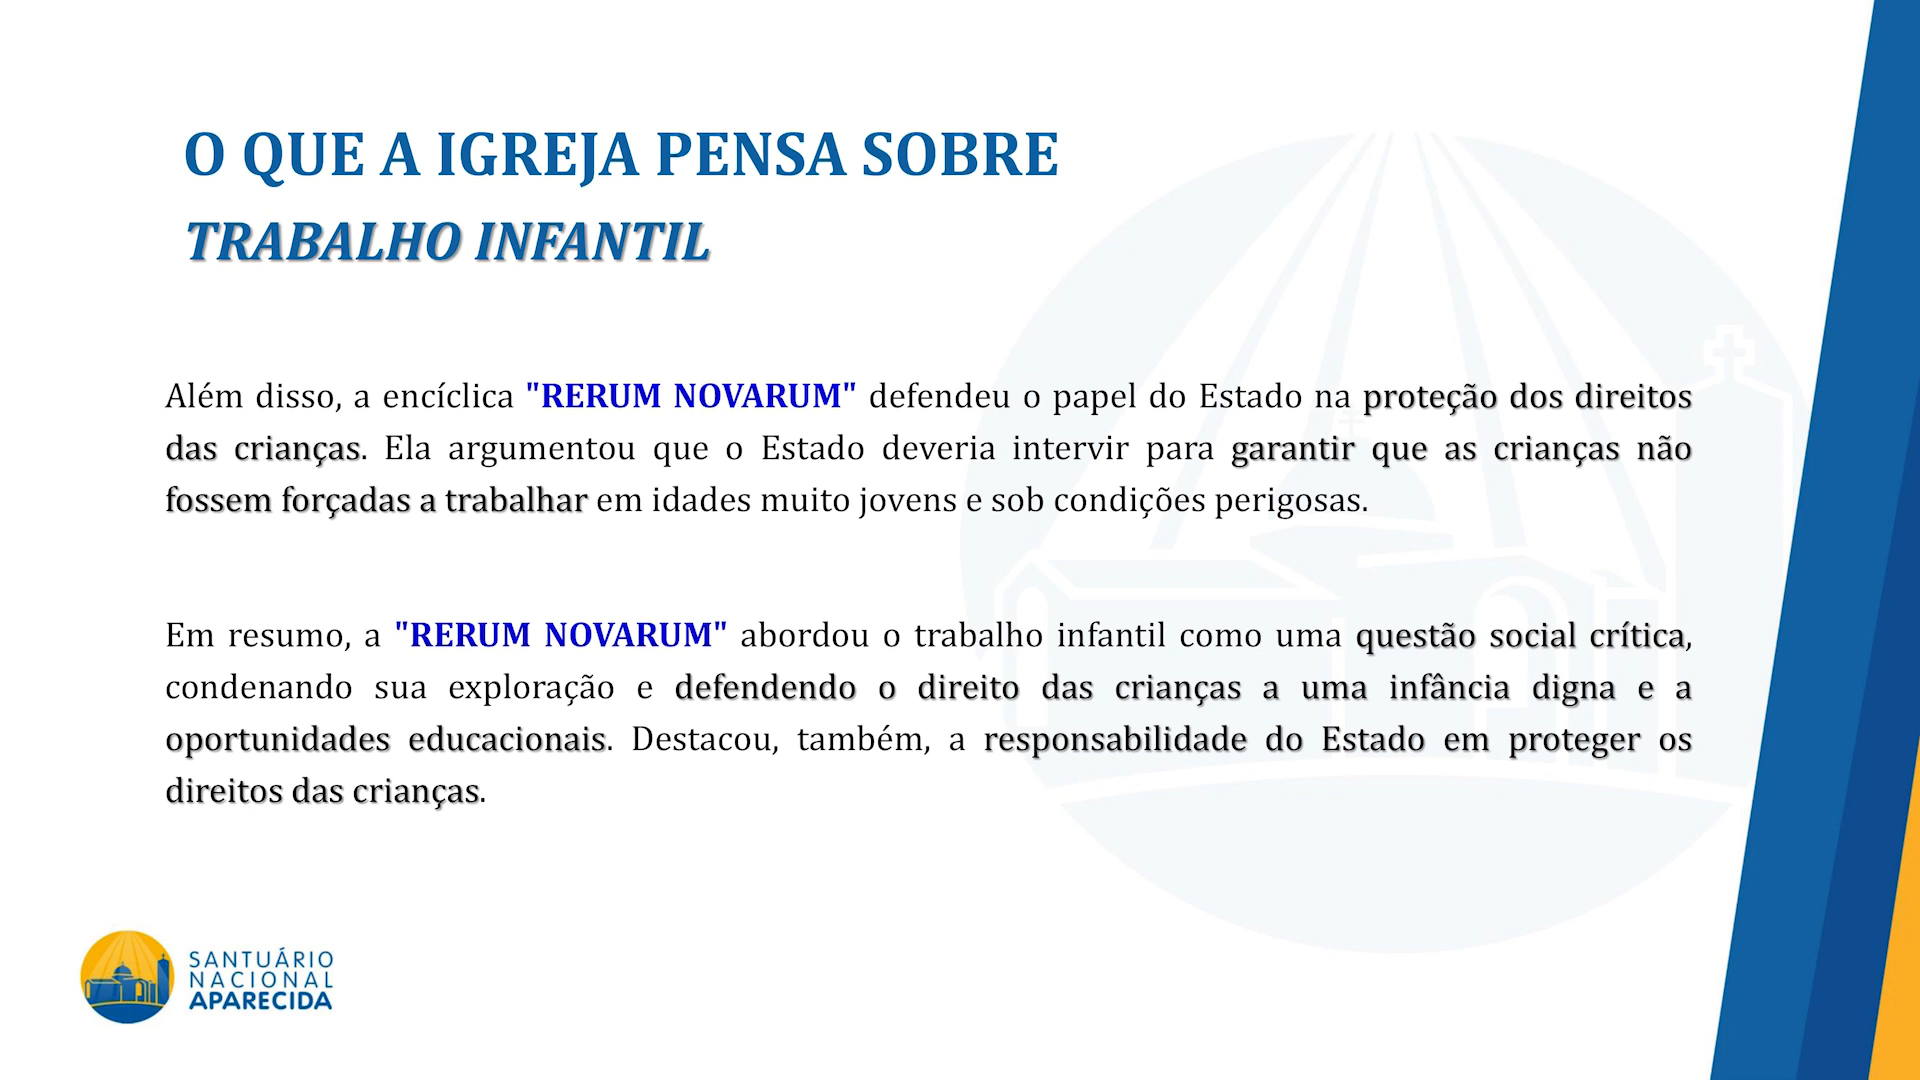 O QUE A IGREJA PENSA SOBRE
TRABALHO INFANTIL
Além disso, a encíclica "RERUM NOVARUM" defendeu o papel do Estado na proteção dos direitos
das crianças. Ela argumentou que o Estado deveria intervir para garantir que as crianças não
fossem forçadas a trabalhar em idades muito jovens e sob condições perigosas.
Em resumo, a "RERUM NOVARUM" abordou o trabalho infantil como uma questão social crítica,
condenando sua exploração e defendendo o direito das crianças a uma infância digna e a
oportunidades educacionais. Destacou, também, a responsabilidade do Estado em proteger os
direitos das crianças.
SANTUÁRIO
NACIONAL
APARECIDA